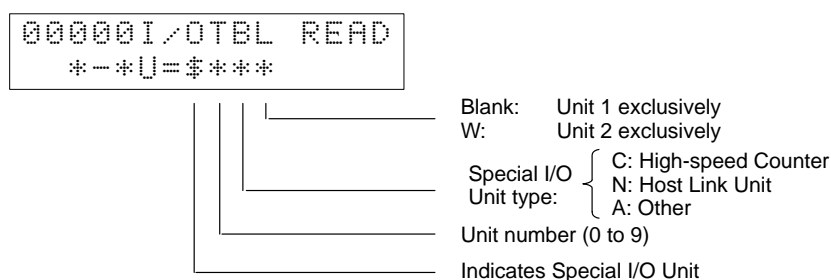 00000I/OTBL READ
*-*U=$***
Blank: Unit 1 exclusively
W: Unit 2 exclusively
Special I/O
Unit type:
C: High-speed Counter
N: Host Link Unit
A: Other
Unit number (0 to 9)
Indicates Special I/O Unit